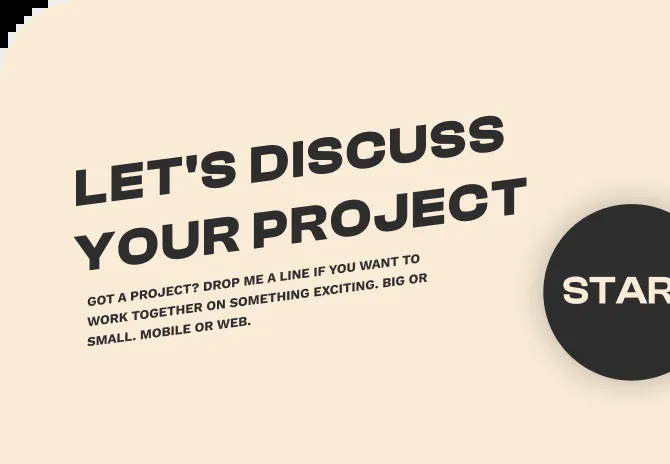 LET'S DISCUSS
YOUR PROJECT
GOT A PROJECT? DROP ME A LINE IF YOU WANT TO
WORK TOGETHER ON SOMETHING EXCITING. BIG OR
SMALL. MOBILE OR WEB.
STAR